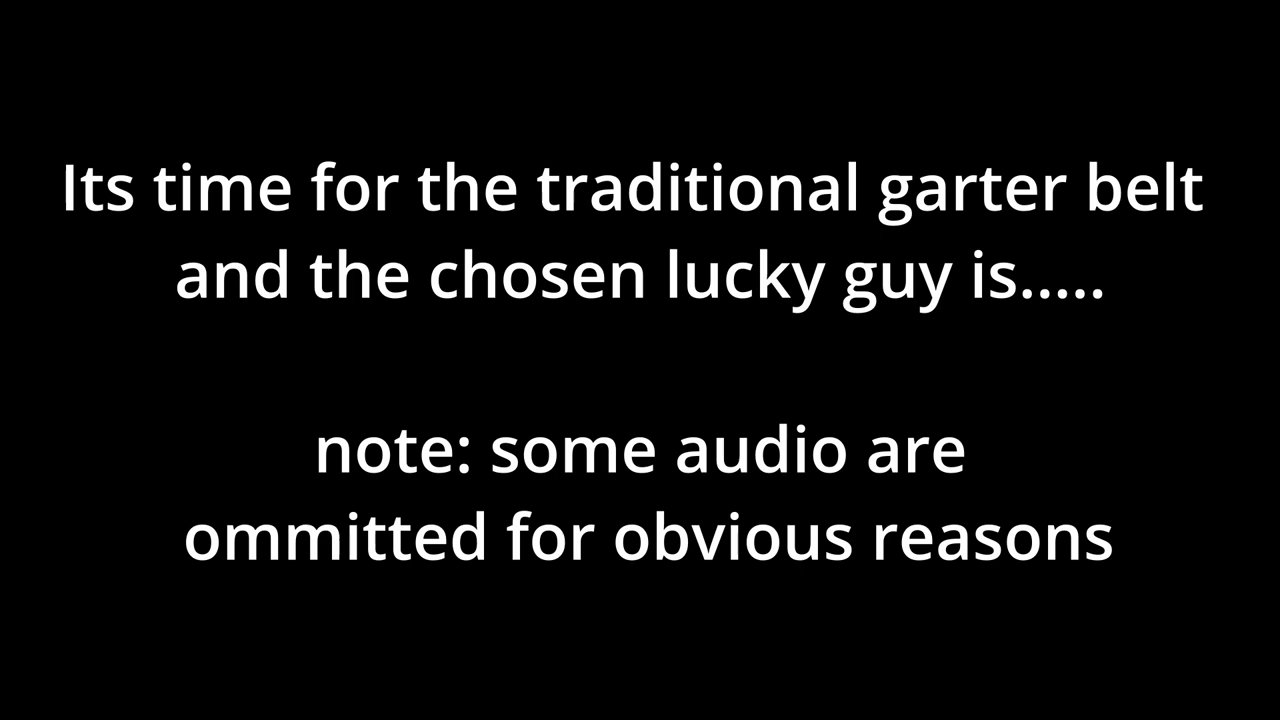 Its time for the traditional garter belt
and the chosen lucky guy is.....
note: some audio are
ommitted for obvious reasons